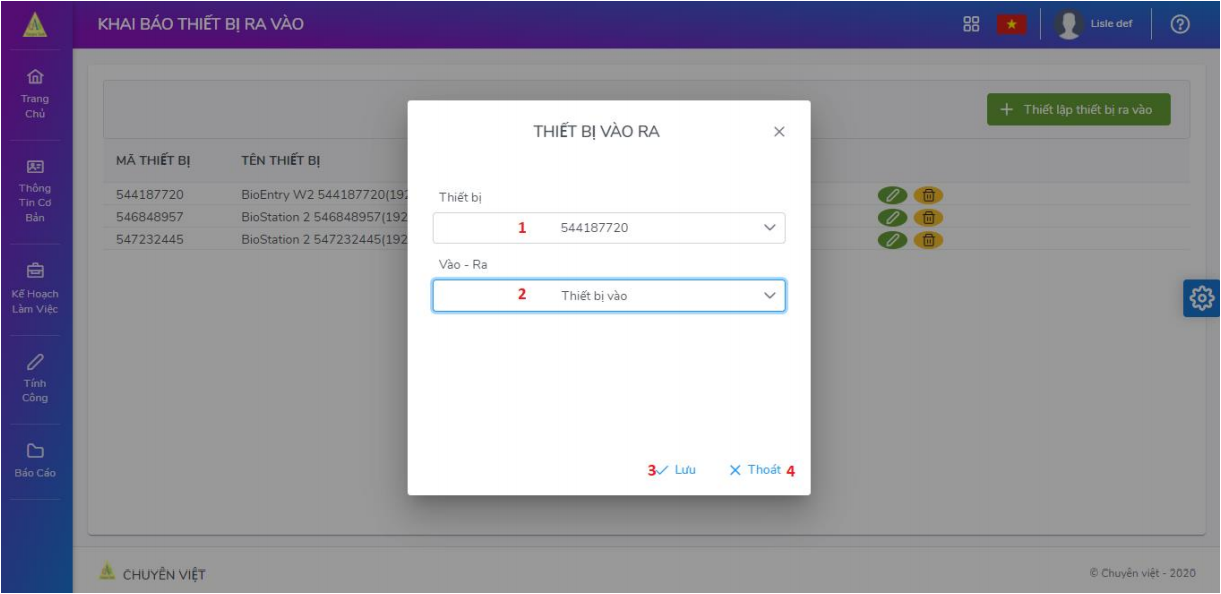 KHAI BÁO THIẾT BỊ RA VÀO
Lisle def
Trang
Chủ
Thông
Tin Cơ
Bản
Kế Hoạch
Làm Việc
Tính
Công
Báo Cáo
+ Thiết lập thiết bị ra vào
MÃ THIẾT BỊ TÊN THIẾT BỊ
544187720 BioEntry W2 544187720(192
546848957 BioStation 2 546848957(192
547232445 BioStation 2 547232445(192
THIẾT BỊ VÀO RA
Thiết bị
1 544187720
Vào - Ra
2 Thiết bị vào
3 Lưu Thoát 4
CHUYÊN VIỆT
© Chuyên việt - 2020